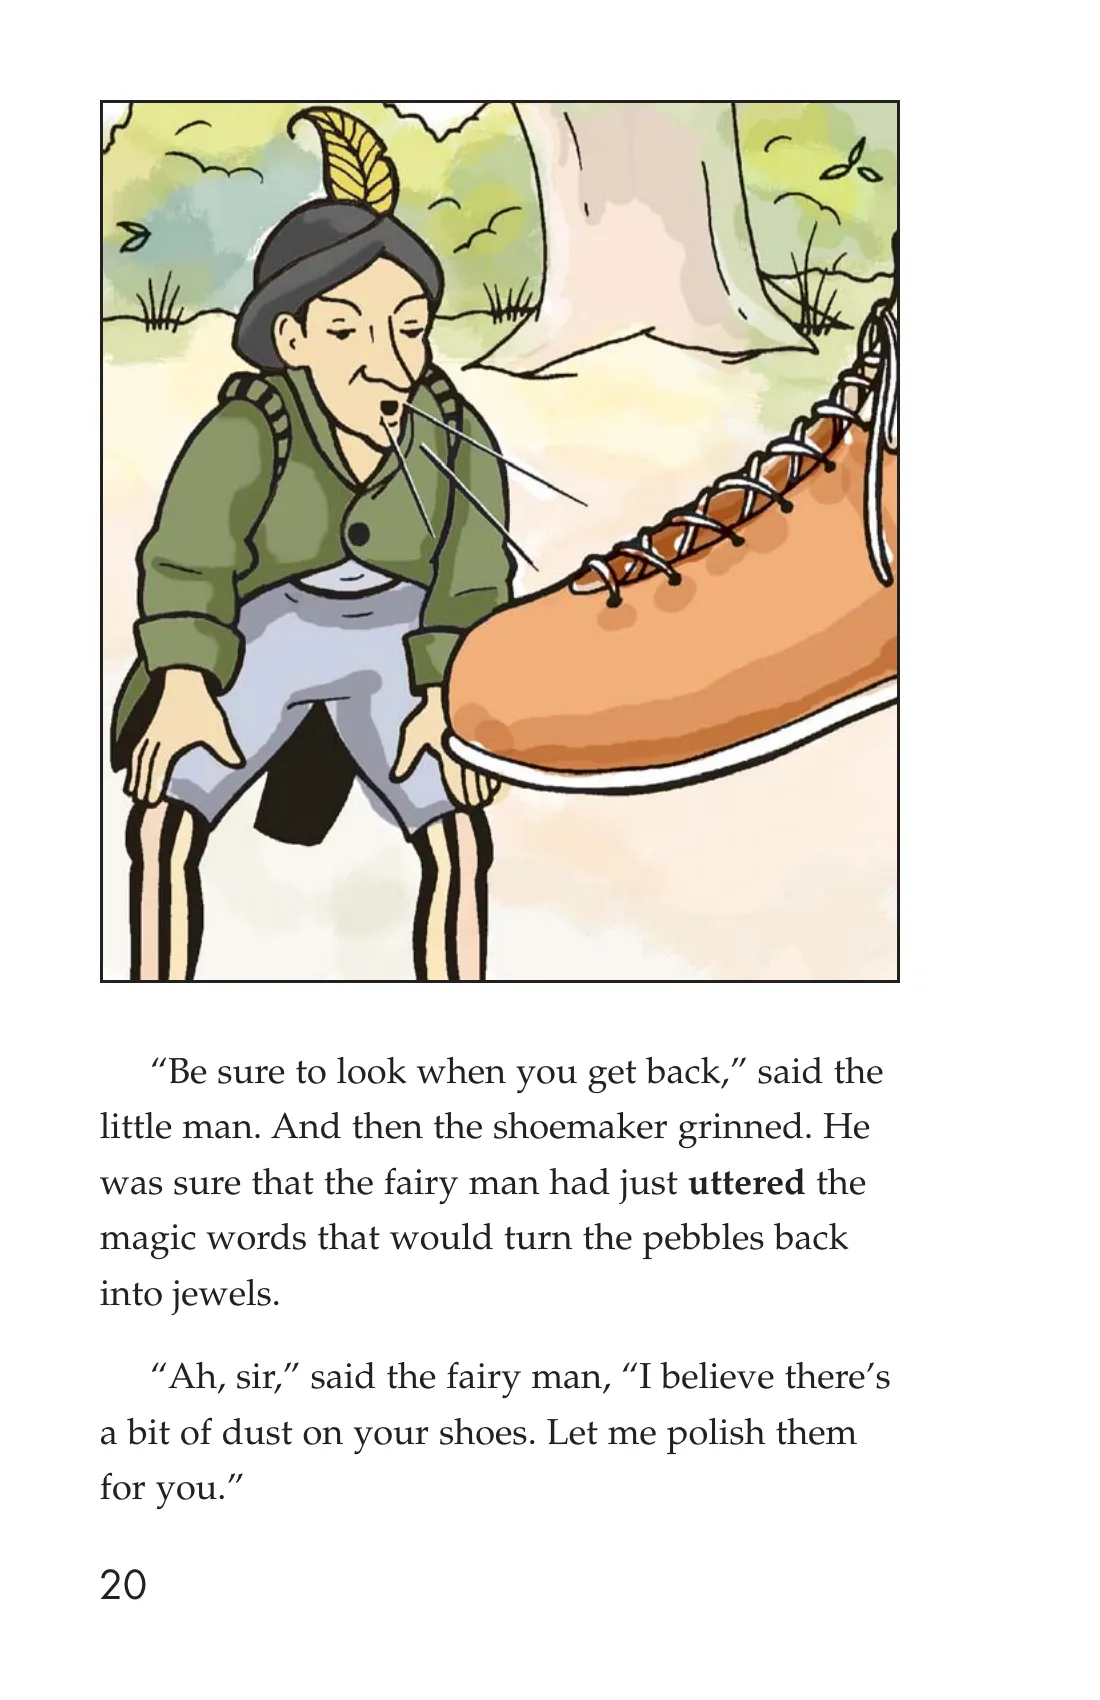 “Be sure to look when you get back,” said the
little man. And then the shoemaker grinned. He
was sure that the fairy man had just uttered the
magic words that would turn the pebbles back
into jewels.
“Ah, sir,” said the fairy man, “I believe there’s
a bit of dust on your shoes. Let me polish them
for you.”
20